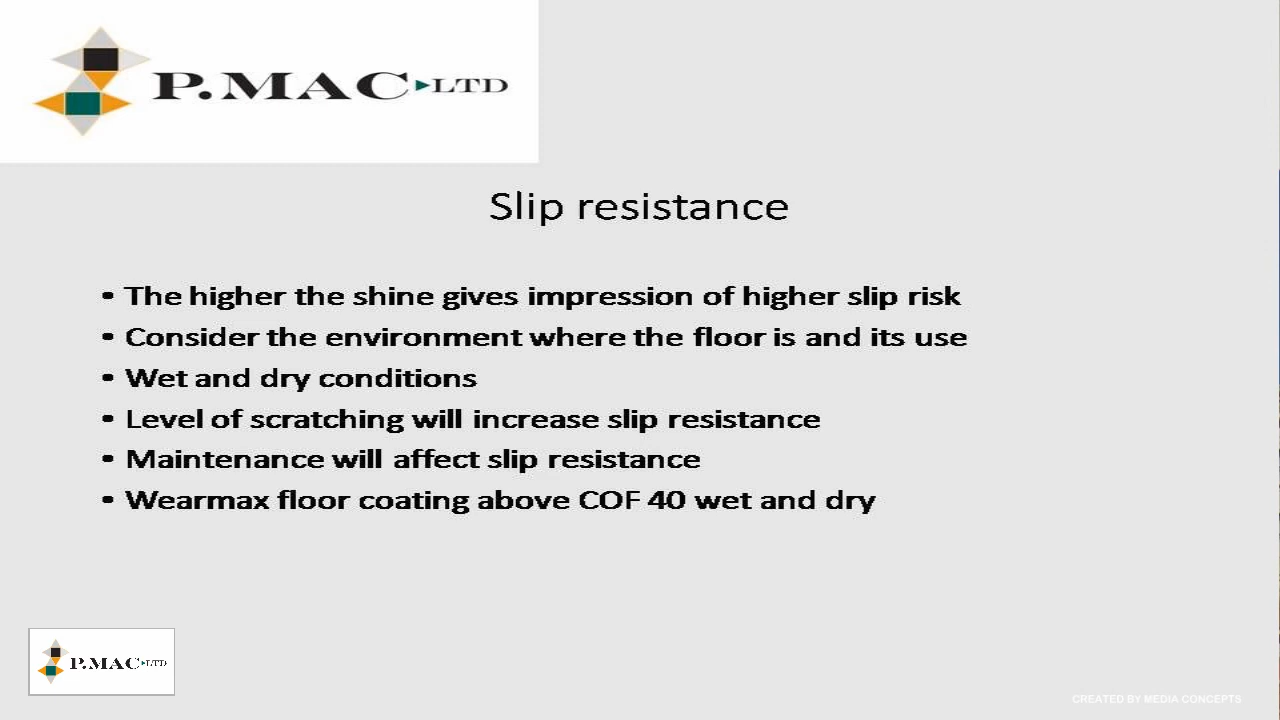 P.MAC LTD
Slip resistance
• The higher the shine gives impression of higher slip risk
• Consider the environment where the floor is and its use
• Wet and dry conditions
• Level of scratching will increase slip resistance
• Maintenance will affect slip resistance
• Wearmax floor coating above COF 40 wet and dry
P.MAC LTD
CREATED BY MEDIA CONCEPTS